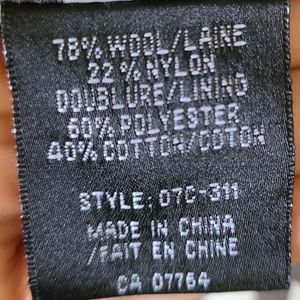 78% WOOL/LAINE
22% NYLON
DOUBLURE/LINING
60% POLYESTER
40% COTTON/COTON
STYLE: 07C-311
MADE IN CHINA
/FAIT EN CHINE
CA 07764